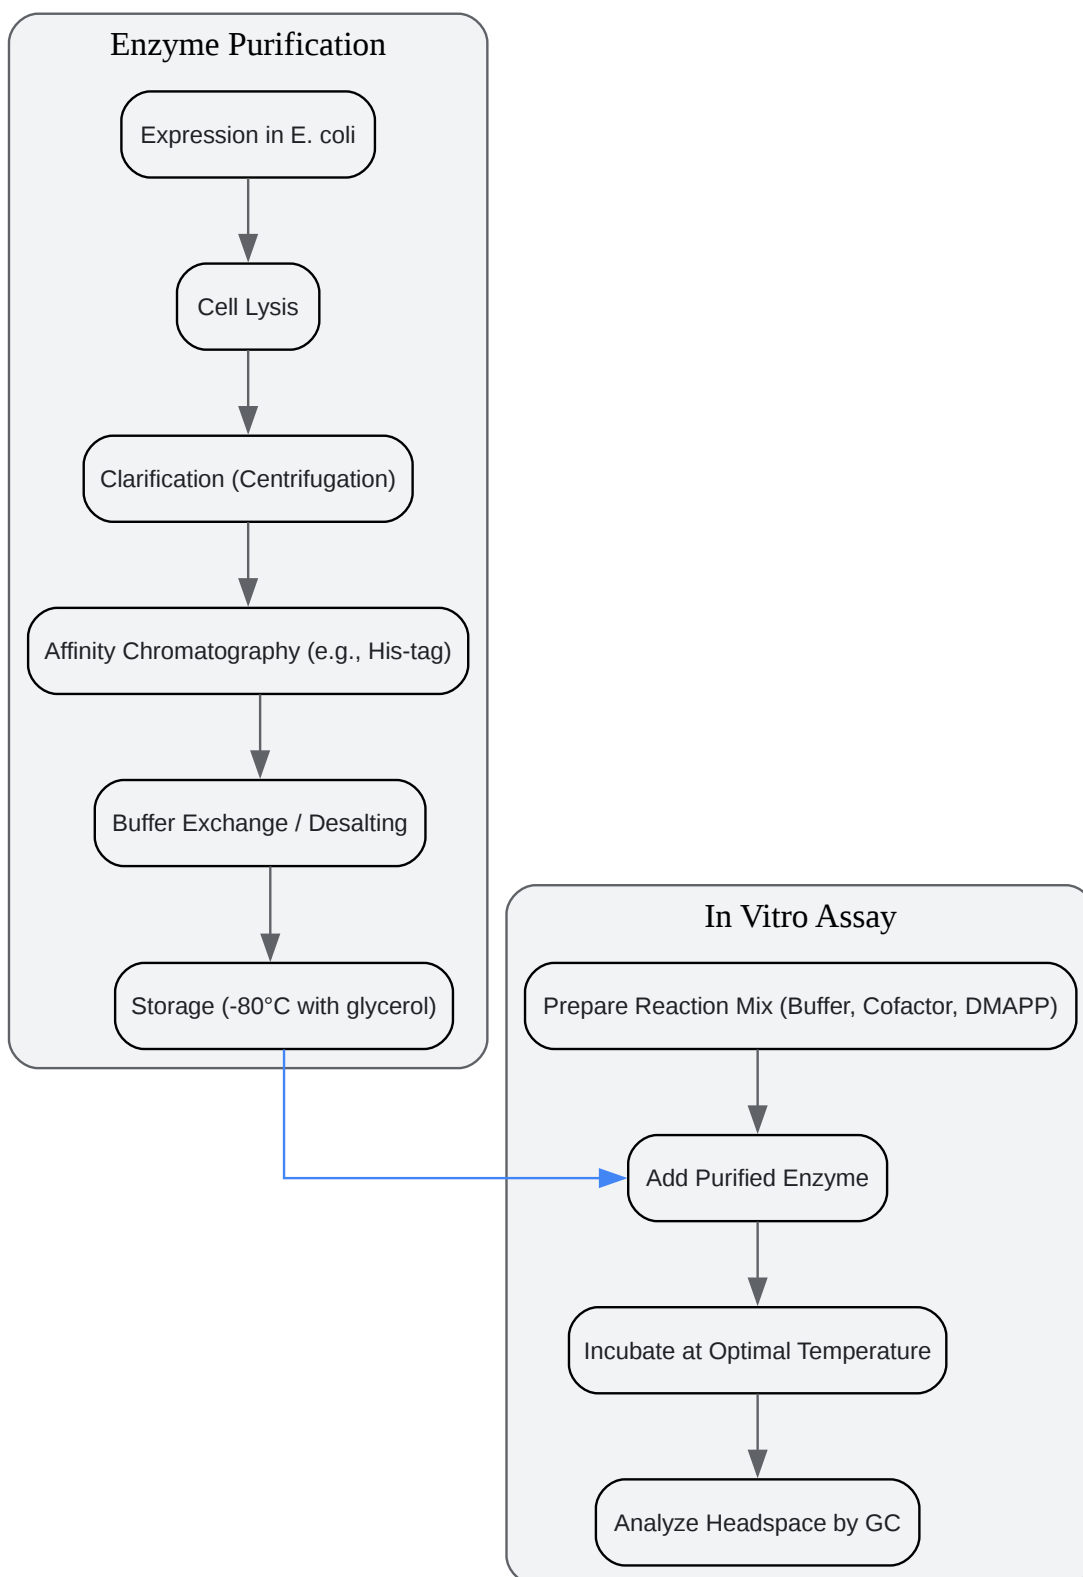 Enzyme Purification
Expression in E. coli
Cell Lysis
Clarification (Centrifugation)
Affinity Chromatography (e.g., His-tag)
Buffer Exchange / Desalting
Storage (-80°C with glycerol)
In Vitro Assay
Prepare Reaction Mix (Buffer, Cofactor, DMAPP)
Add Purified Enzyme
Incubate at Optimal Temperature
Analyze Headspace by GC